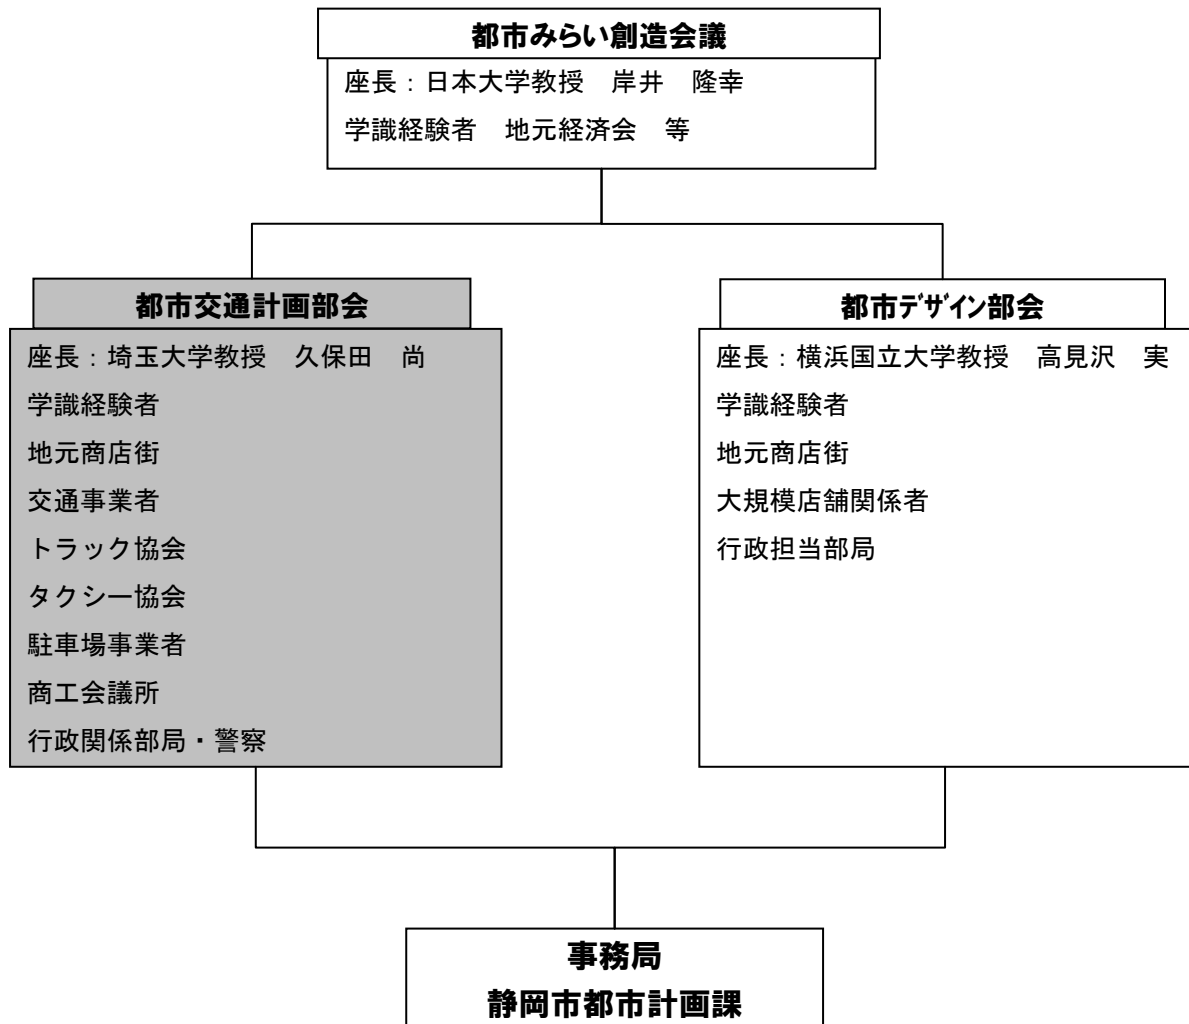 都市みらい創造会議
座長：日本大学教授　岸井　隆幸
学識経験者　地元経済会　等
都市交通計画部会
座長：埼玉大学教授　久保田　尚
学識経験者
地元商店街
交通事業者
トラック協会
タクシー協会
駐車場事業者
商工会議所
行政関係部局・警察
都市ﾃﾞｻﾞｲﾝ部会
座長：横浜国立大学教授　高見沢　実
学識経験者
地元商店街
大規模店舗関係者
行政担当部局
事務局
静岡市都市計画課